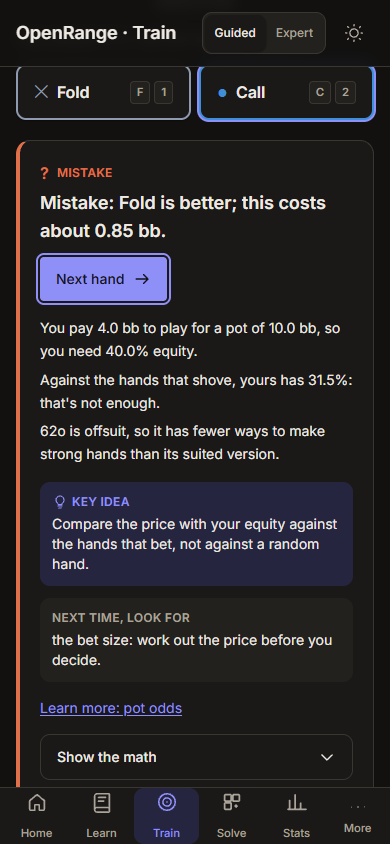 OpenRange · Train
Guided
Expert
Fold
F
1
Call
C
2
? MISTAKE
Mistake: Fold is better; this costs
about 0.85 bb.
Next hand →
You pay 4.0 bb to play for a pot of 10.0 bb, so
you need 40.0% equity.
Against the hands that shove, yours has 31.5%:
that's not enough.
62o is offsuit, so it has fewer ways to make
strong hands than its suited version.
KEY IDEA
Compare the price with your equity against
the hands that bet, not against a random
hand.
NEXT TIME, LOOK FOR
the bet size: work out the price before you
decide.
Learn more: pot odds
Show the math
Home
Learn
Train
Solve
Stats
More